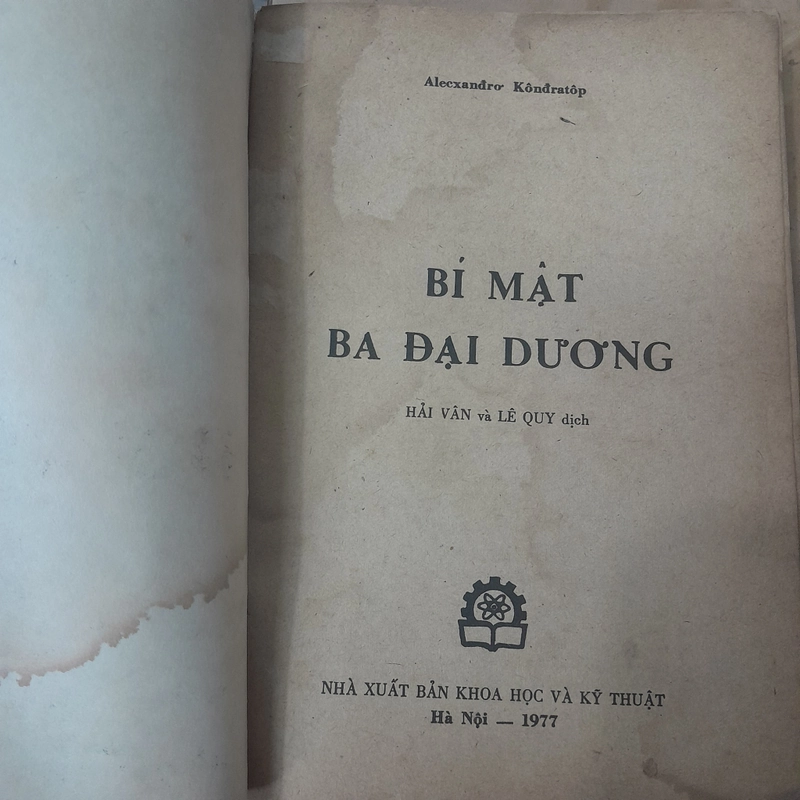 Alecxanđrơ Kônđratôp
BÍ MẬT
BA ĐẠI DƯƠNG
HẢI VÂN và LÊ QUY dịch
NHÀ XUẤT BẢN KHOA HỌC VÀ KỸ THUẬT
Hà Nội — 1977